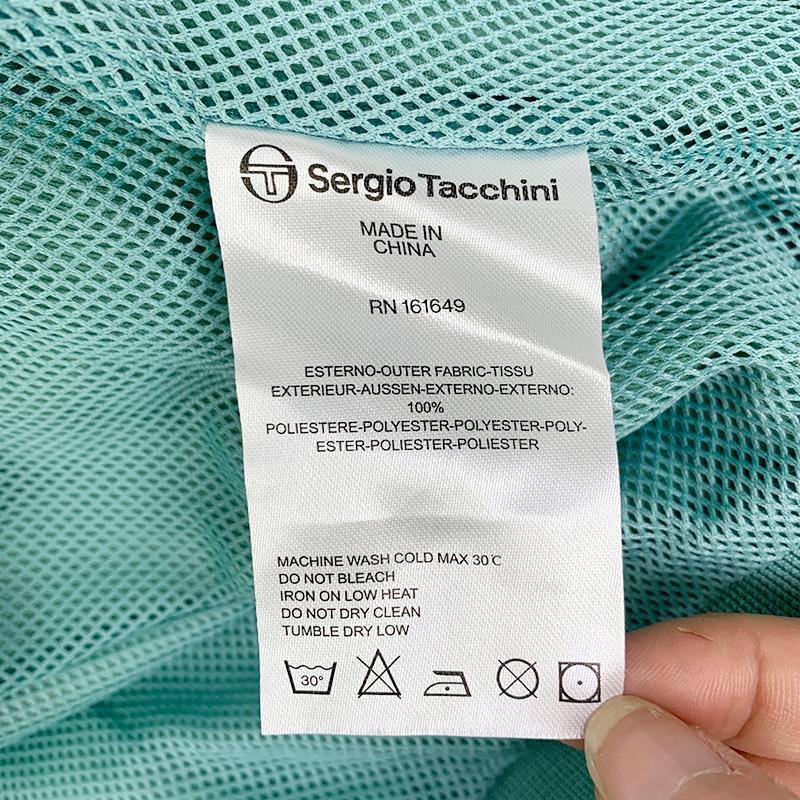 Sergio Tacchini
MADE IN
CHINA
RN 161649
ESTERNO-OUTER FABRIC-TISSU
EXTERIEUR-AUSSEN-EXTERNO-EXTERNO:
100%
POLIESTERE-POLYESTER-POLYESTER-POLY-
ESTER-POLIESTER-POLIESTER
MACHINE WASH COLD MAX 30℃
DO NOT BLEACH
IRON ON LOW HEAT
DO NOT DRY CLEAN
TUMBLE DRY LOW
30°